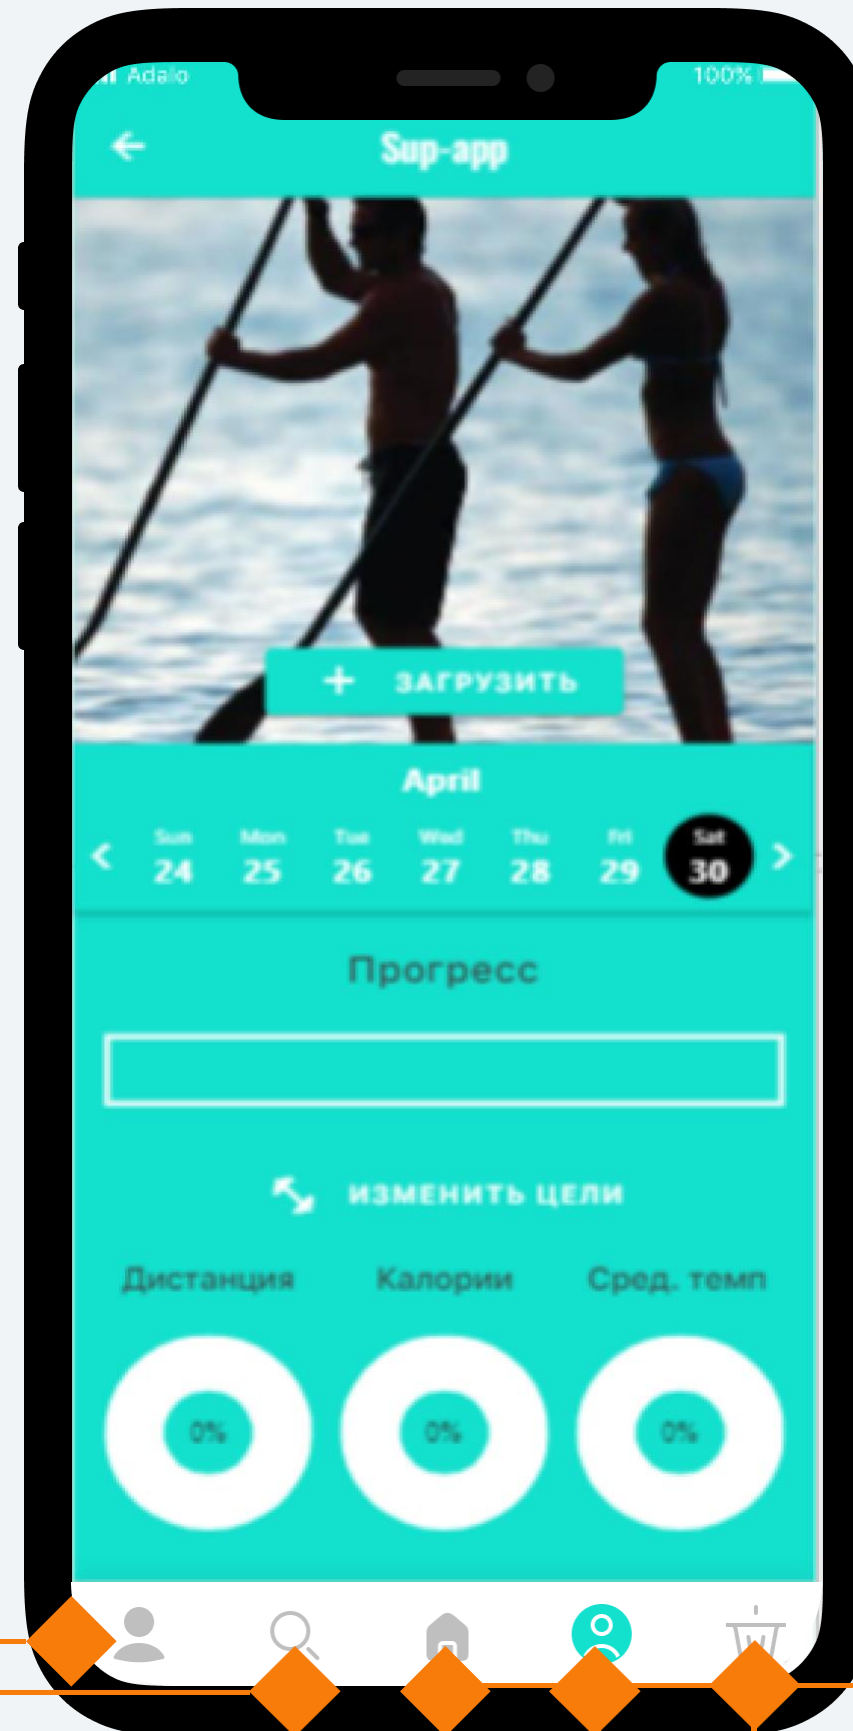 Adalo 100%
Sup-app
+ ЗАГРУЗИТЬ
April
Sun Mon Tue Wed Thu Fri Sat
24 25 26 27 28 29 30
Прогресс
ИЗМЕНИТЬ ЦЕЛИ
Дистанция Калории Сред. темп
0% 0% 0%